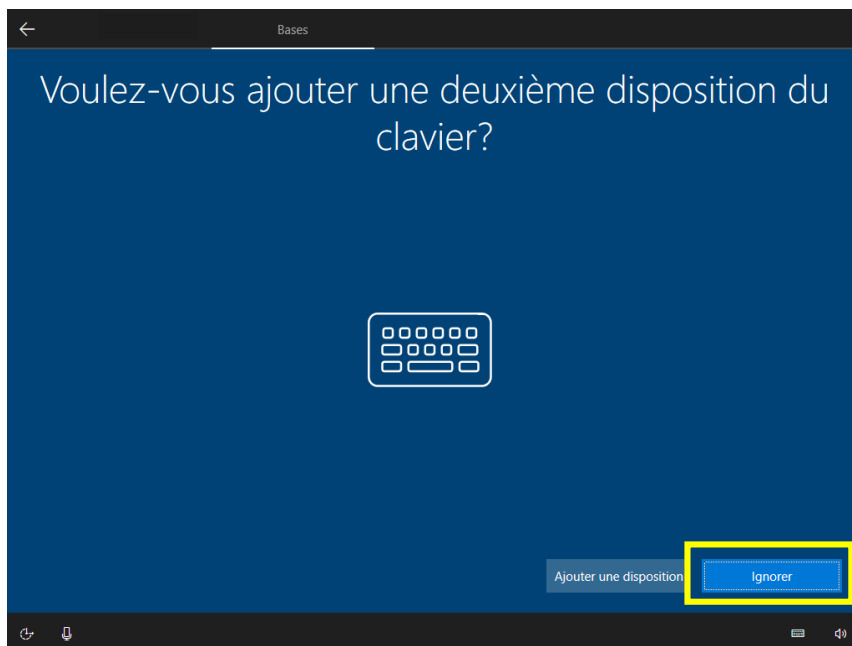 Bases
Voulez-vous ajouter une deuxième disposition du
clavier?
Ajouter une disposition
Ignorer